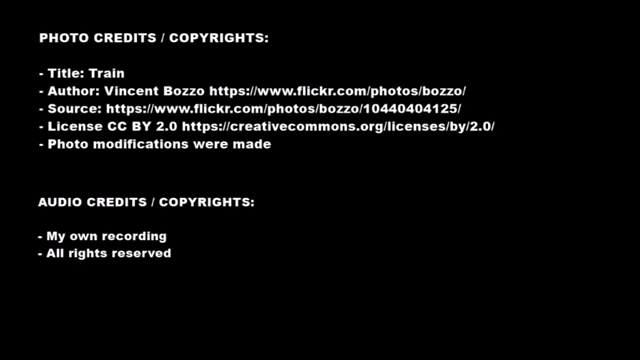 PHOTO CREDITS / COPYRIGHTS:
- Title: Train
- Author: Vincent Bozzo https://www.flickr.com/photos/bozzo/
- Source: https://www.flickr.com/photos/bozzo/10440404125/
- License CC BY 2.0 https://creativecommons.org/licenses/by/2.0/
- Photo modifications were made
AUDIO CREDITS / COPYRIGHTS:
- My own recording
- All rights reserved